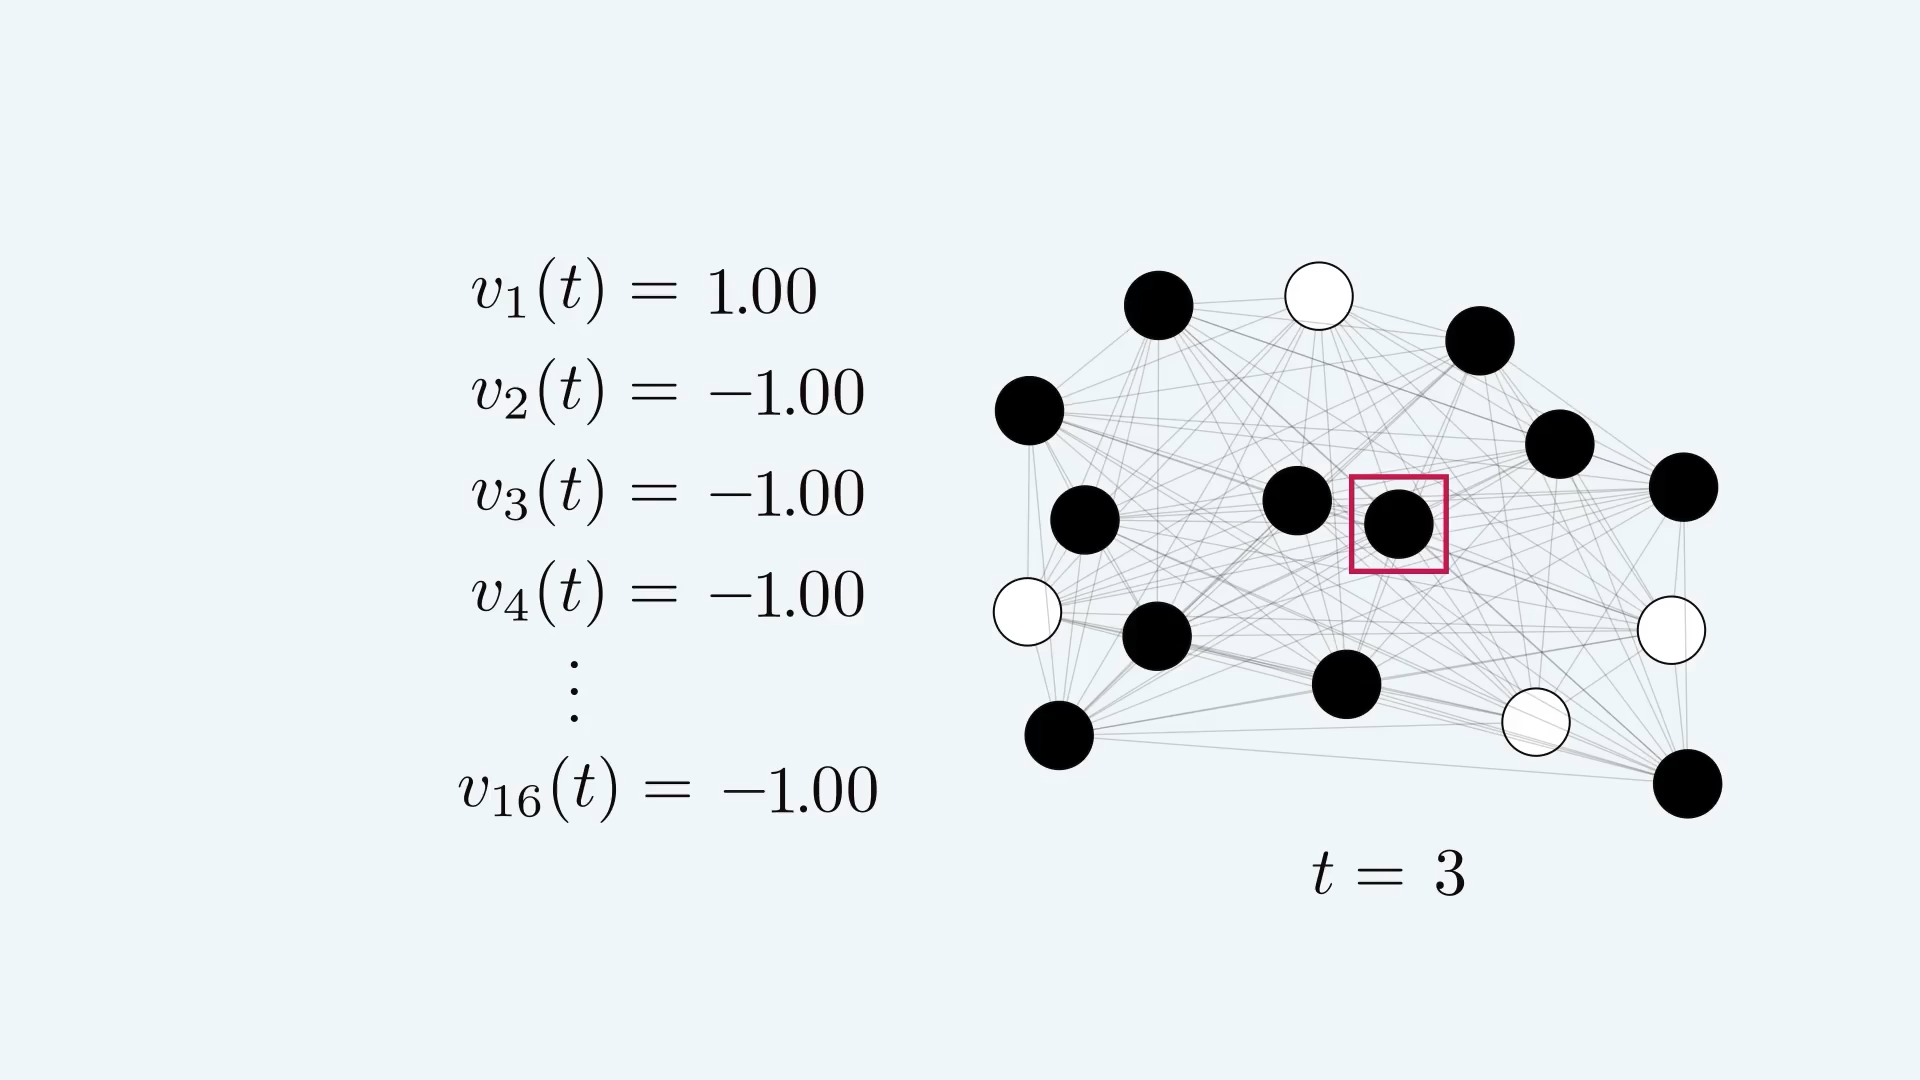 v₁(t) = 1.00
v₂(t) = −1.00
v₃(t) = −1.00
v₄(t) = −1.00
⋮
v₁₆(t) = −1.00
t = 3